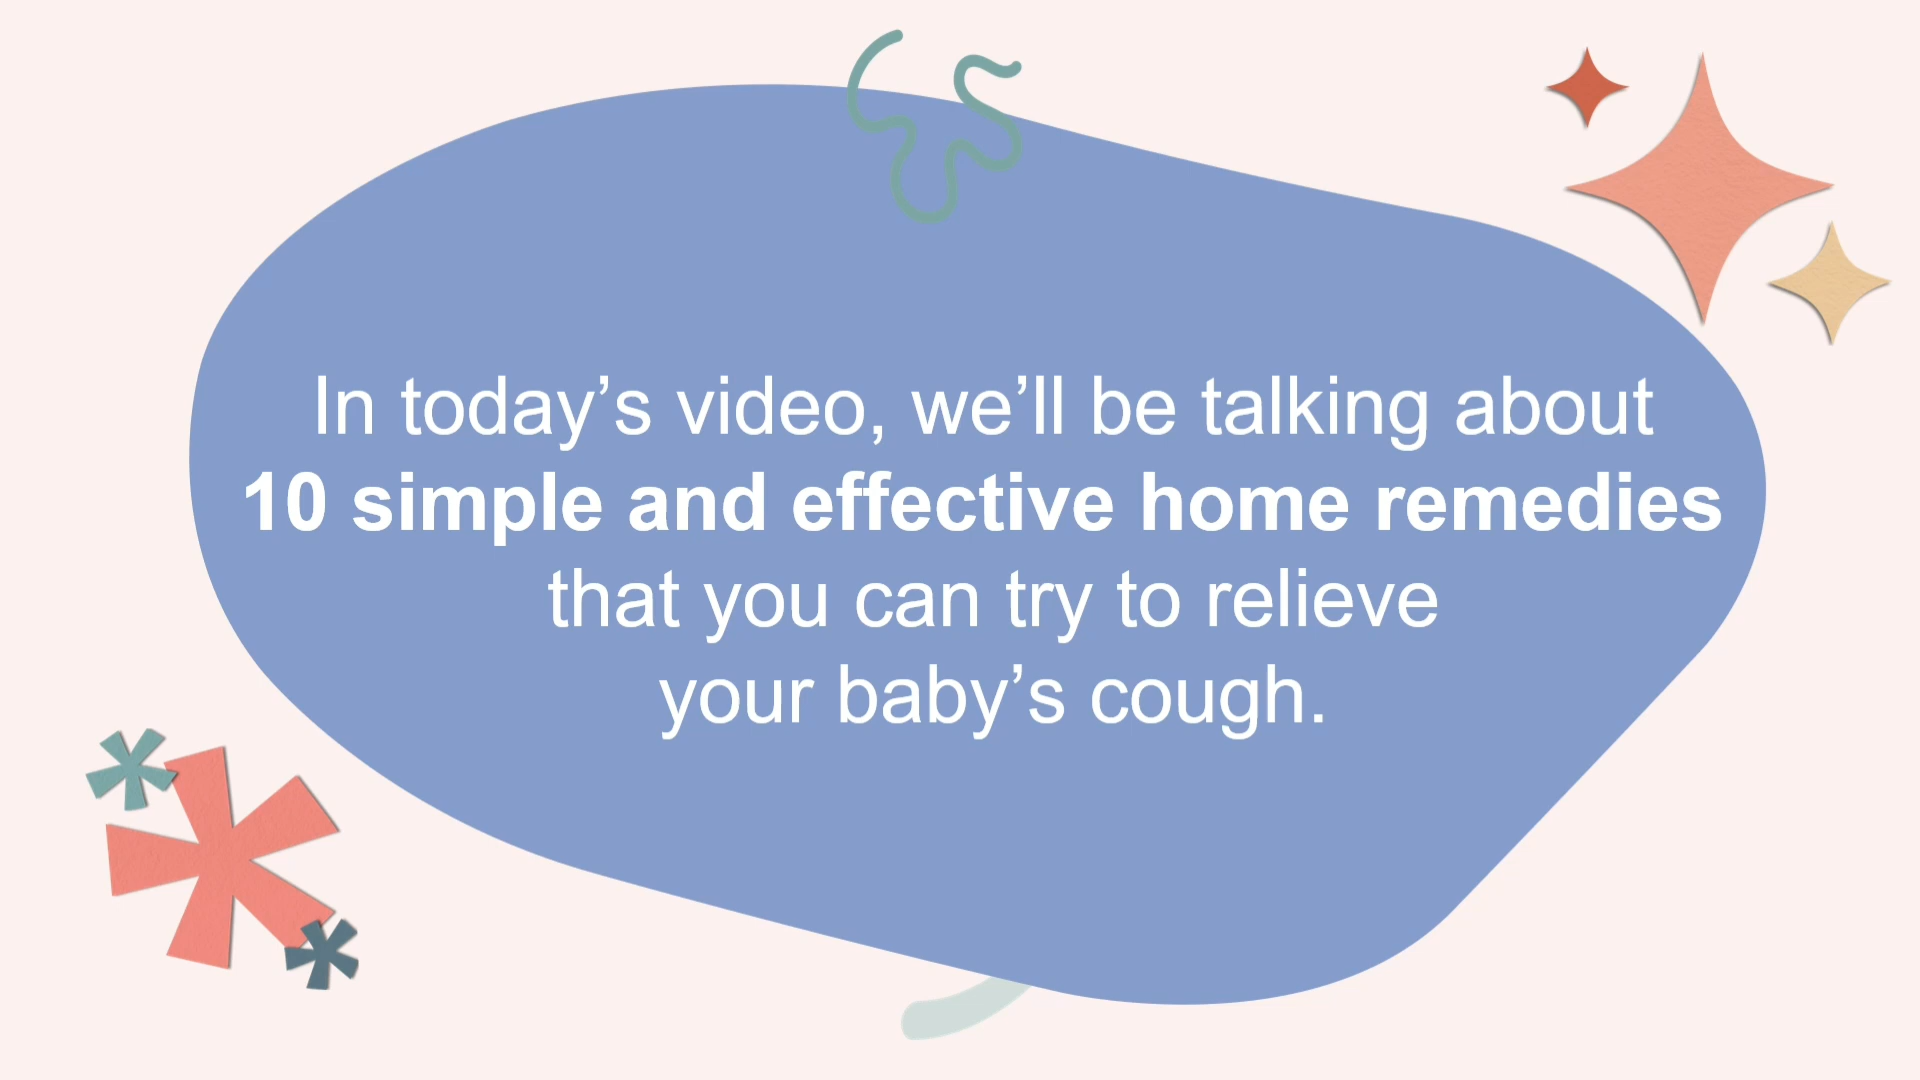 In today’s video, we’ll be talking about
10 simple and effective home remedies
that you can try to relieve
your baby’s cough.